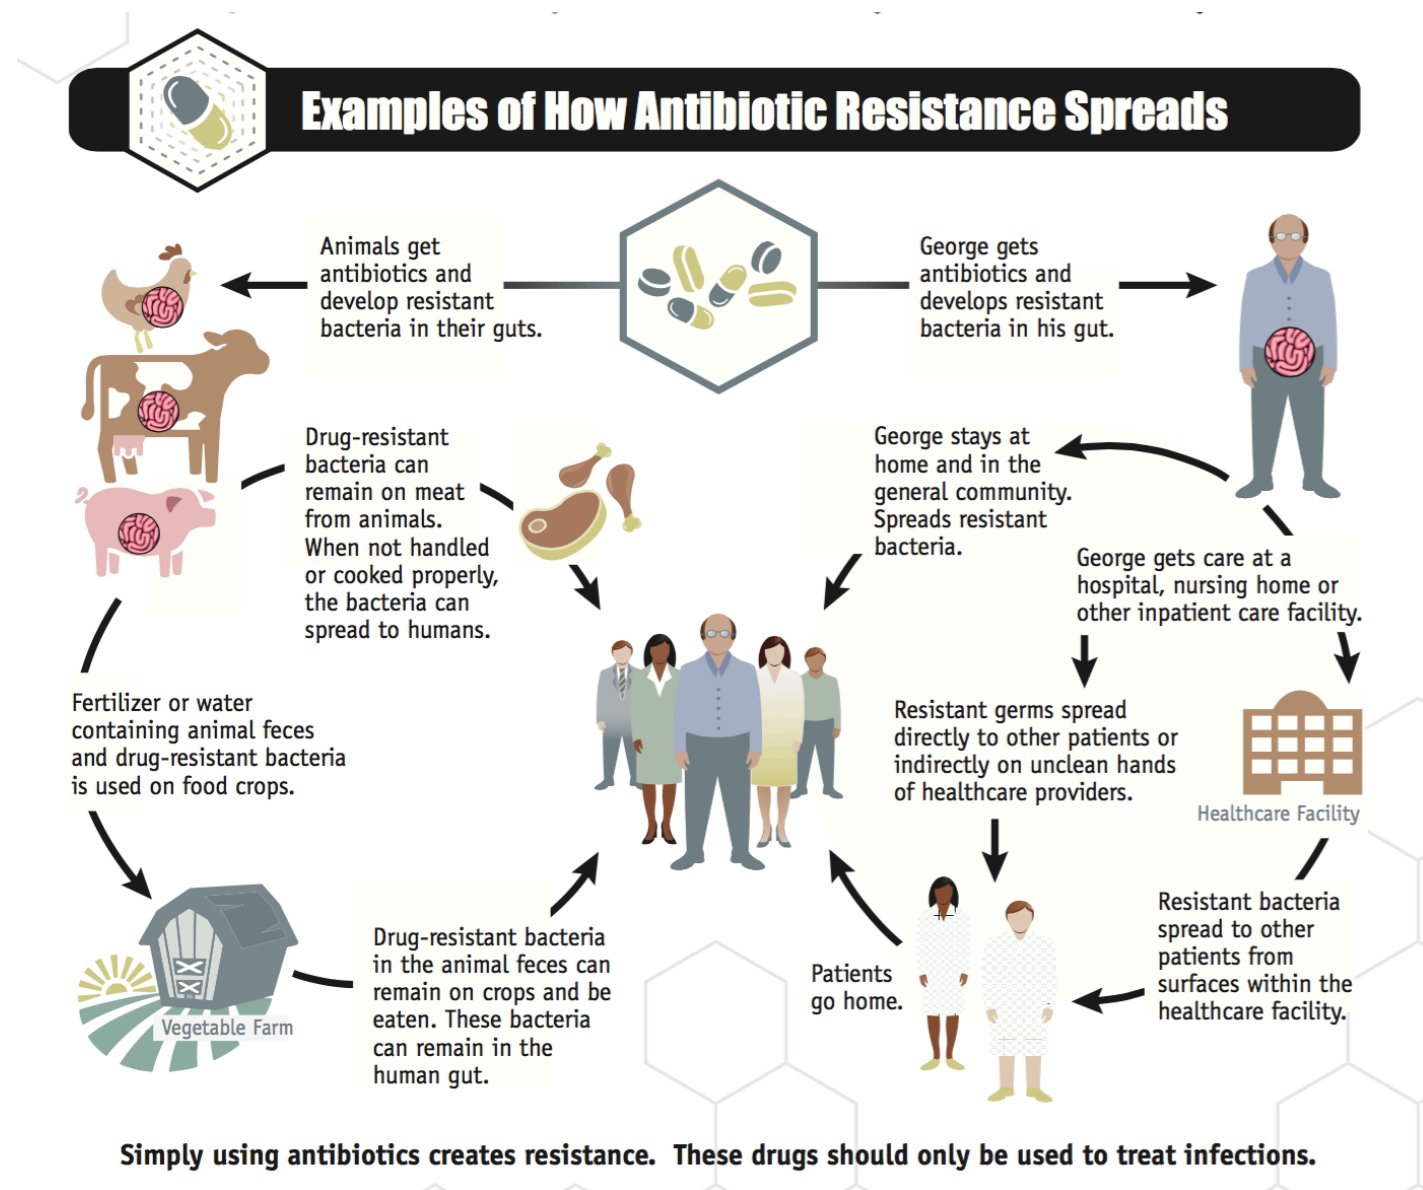 Examples of How Antibiotic Resistance Spreads
Animals get
antibiotics and
develop resistant
bacteria in their guts.
George gets
antibiotics and
develops resistant
bacteria in his gut.
Drug-resistant
bacteria can
remain on meat
from animals.
When not handled
or cooked properly,
the bacteria can
spread to humans.
George stays at
home and in the
general community.
Spreads resistant
bacteria.
George gets care at a
hospital, nursing home or
other inpatient care facility.
Fertilizer or water
containing animal feces
and drug-resistant bacteria
is used on food crops.
Resistant germs spread
directly to other patients or
indirectly on unclean hands
of healthcare providers.
Healthcare Facility
Vegetable Farm
Drug-resistant bacteria
in the animal feces can
remain on crops and be
eaten. These bacteria
can remain in the
human gut.
Patients
go home.
Resistant bacteria
spread to other
patients from
surfaces within the
healthcare facility.
Simply using antibiotics creates resistance. These drugs should only be used to treat infections.